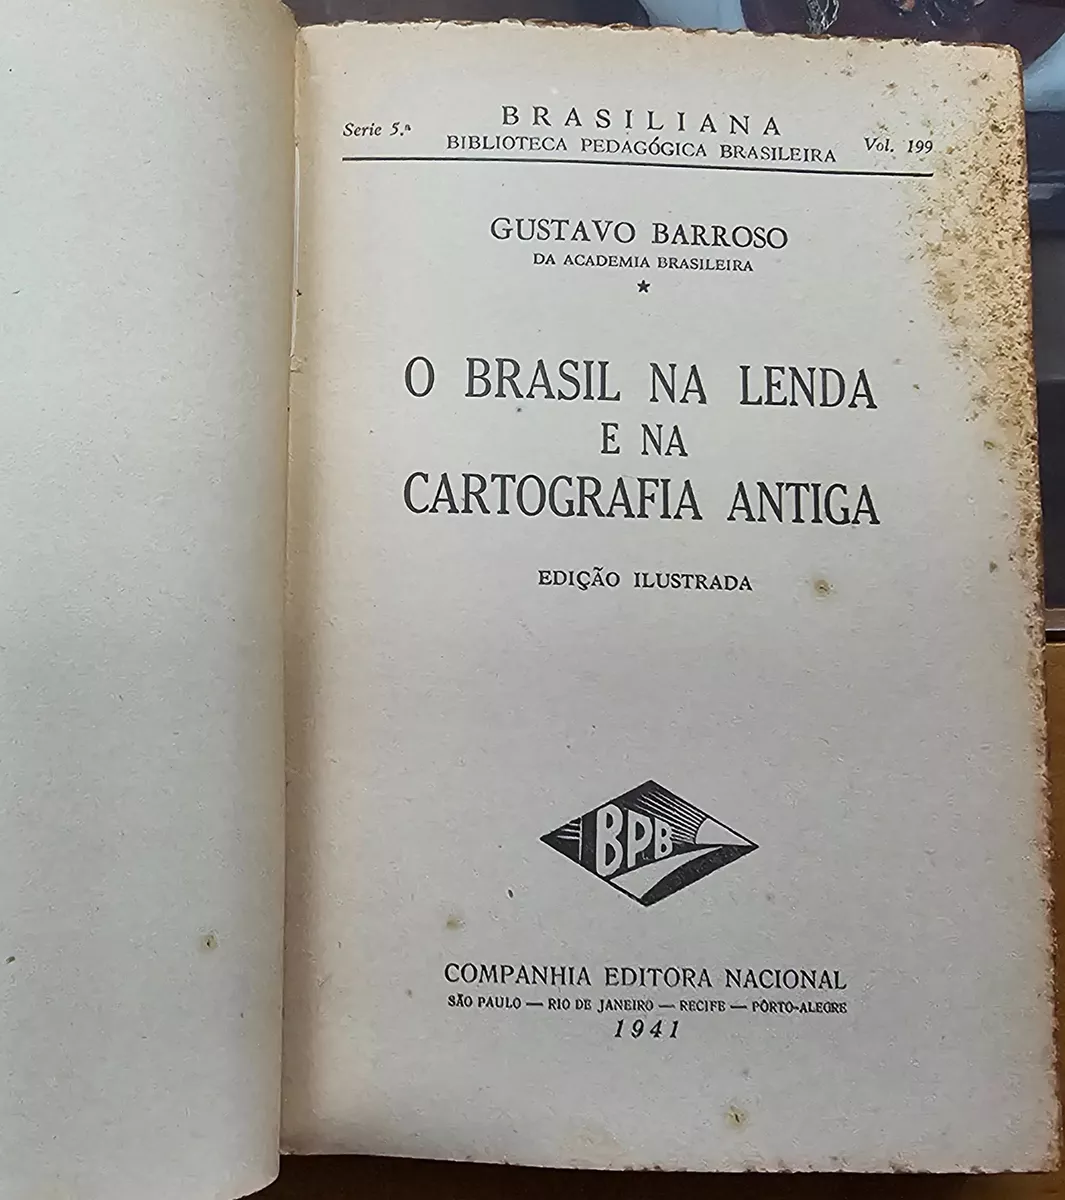 BRASILIANA
Serie 5.ª BIBLIOTECA PEDAGÓGICA BRASILEIRA Vol. 199
GUSTAVO BARROSO
DA ACADEMIA BRASILEIRA
★
O BRASIL NA LENDA
E NA
CARTOGRAFIA ANTIGA
EDIÇÃO ILUSTRADA
BPB
COMPANHIA EDITORA NACIONAL
SÃO PAULO — RIO DE JANEIRO — RECIFE — PÔRTO-ALEGRE
1941